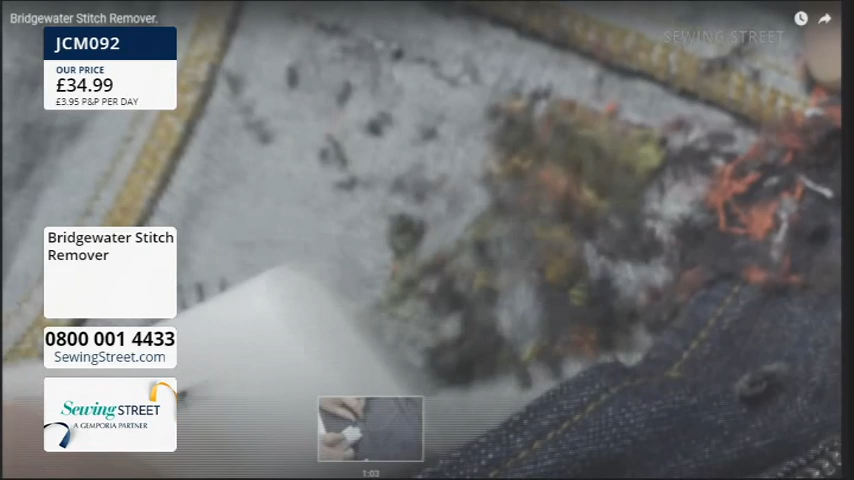 Bridgewater Stitch Remover.
SEWING STREET
JCM092
OUR PRICE
£34.99
£3.95 P&P PER DAY
Bridgewater Stitch
Remover
0800 001 4433
SewingStreet.com
Sewing STREET
A GEMPORIA PARTNER
1:03